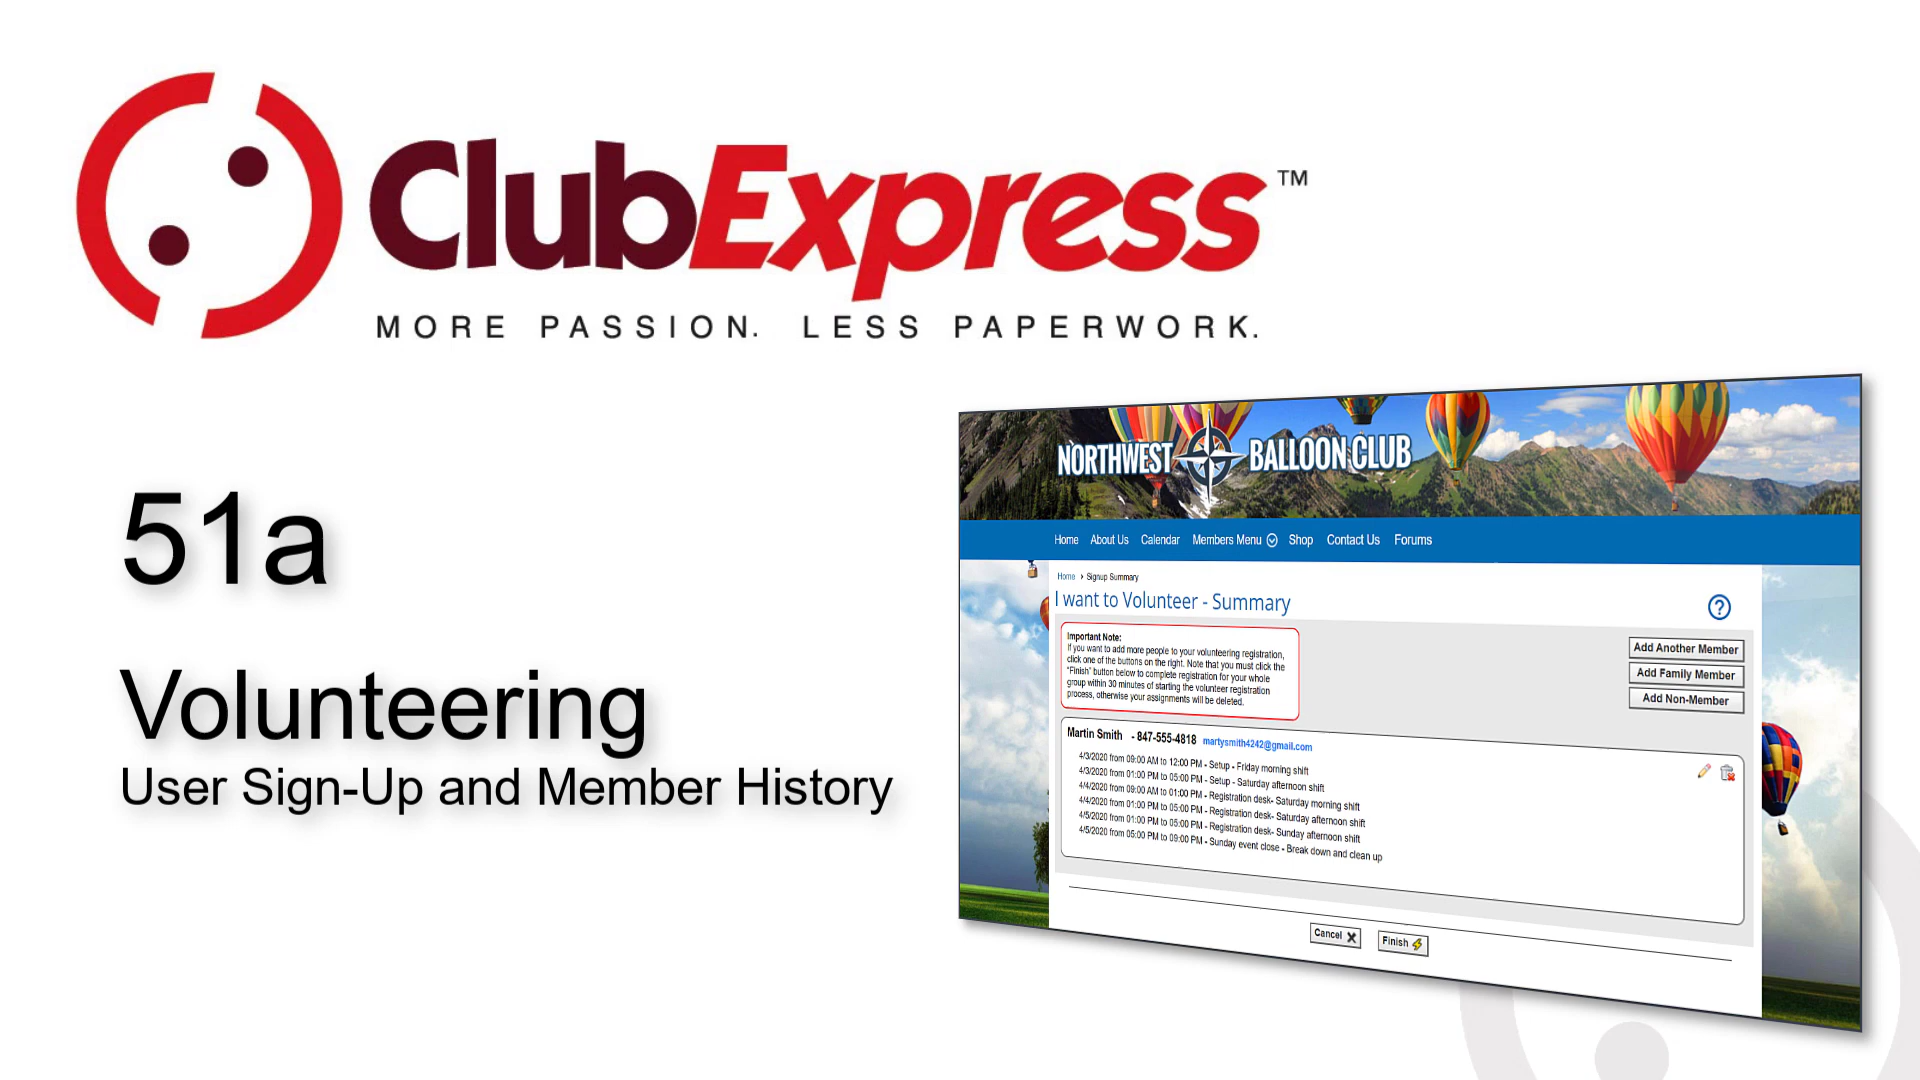 ClubExpress™
MORE PASSION. LESS PAPERWORK.
51a
Volunteering
User Sign-Up and Member History
NORTHWEST BALLOON CLUB
Home About Us Calendar Members Menu Shop Contact Us Forums
Home › Signup Summary
I want to Volunteer - Summary
?
Important Note:
If you want to add more people to your volunteering registration,
click one of the buttons on the right. Note that you must click the
"Finish" button below to complete registration for your whole
group within 30 minutes of starting the volunteer registration
process, otherwise your assignments will be deleted.
Add Another Member
Add Family Member
Add Non-Member
Martin Smith - 847-555-4818 martysmith4242@gmail.com
4/3/2020 from 09:00 AM to 12:00 PM - Setup - Friday morning shift
4/3/2020 from 01:00 PM to 05:00 PM - Setup - Saturday afternoon shift
4/4/2020 from 09:00 AM to 01:00 PM - Registration desk- Saturday morning shift
4/4/2020 from 01:00 PM to 05:00 PM - Registration desk- Saturday afternoon shift
4/5/2020 from 01:00 PM to 05:00 PM - Registration desk- Sunday afternoon shift
4/5/2020 from 05:00 PM to 09:00 PM - Sunday event close - Break down and clean up
Cancel
Finish